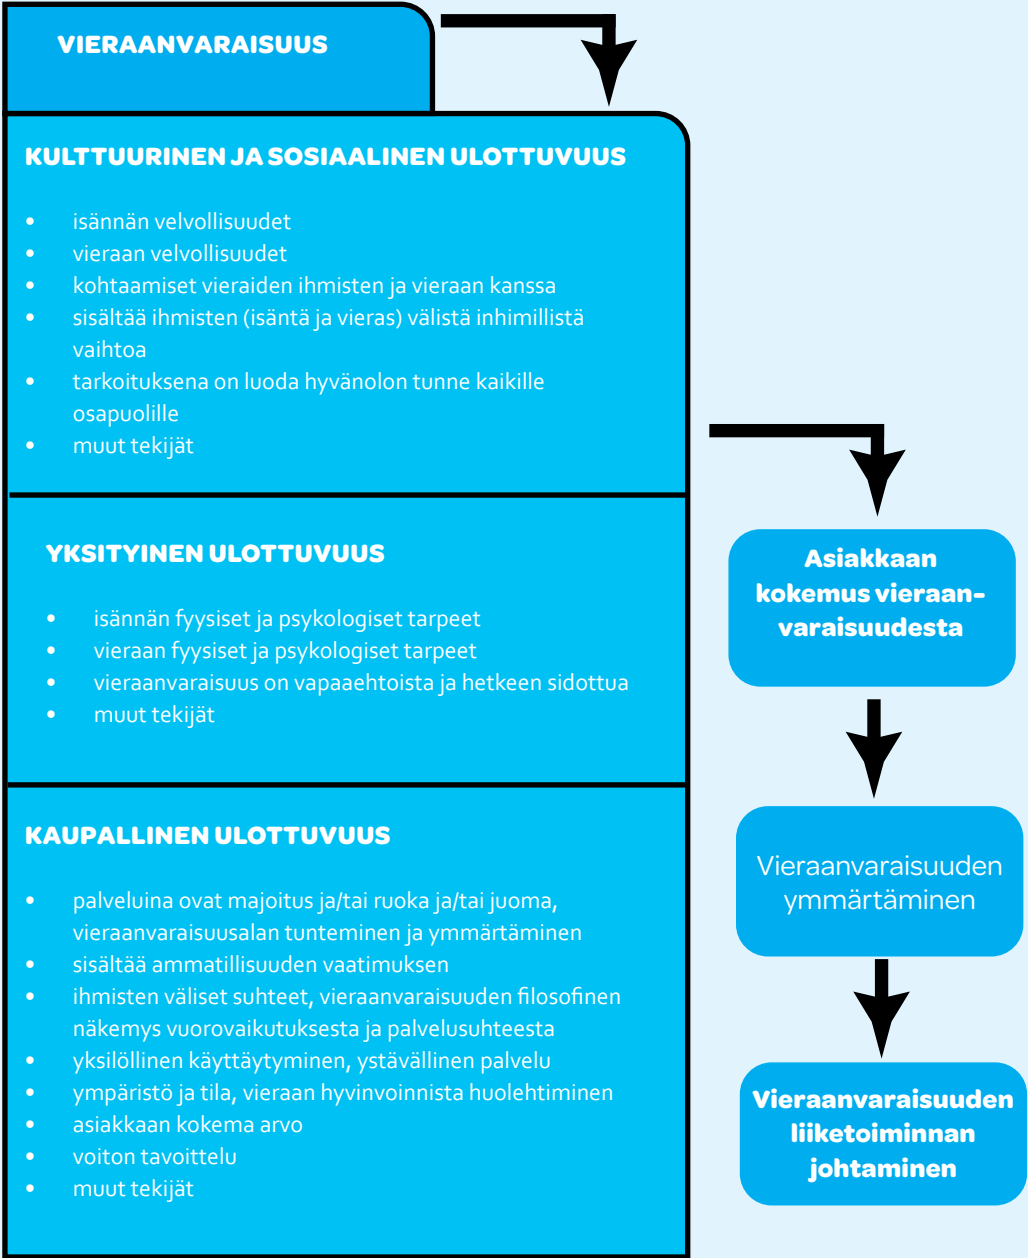 VIERAANVARAISUUS
KULTTUURINEN JA SOSIAALINEN ULOTTUVUUS
• isännän velvollisuudet
• vieraan velvollisuudet
• kohtaamiset vieraiden ihmisten ja vieraan kanssa
• sisältää ihmisten (isäntä ja vieras) välistä inhimillistä
vaihtoa
• tarkoituksena on luoda hyvänolon tunne kaikille
osapuolille
• muut tekijät
YKSITYINEN ULOTTUVUUS
• isännän fyysiset ja psykologiset tarpeet
• vieraan fyysiset ja psykologiset tarpeet
• vieraanvaraisuus on vapaaehtoista ja hetkeen sidottua
• muut tekijät
KAUPALLINEN ULOTTUVUUS
• palveluina ovat majoitus ja/tai ruoka ja/tai juoma,
vieraanvaraisuusalan tunteminen ja ymmärtäminen
• sisältää ammatillisuuden vaatimuksen
• ihmisten väliset suhteet, vieraanvaraisuuden filosofinen
näkemys vuorovaikutuksesta ja palvelusuhteesta
• yksilöllinen käyttäytyminen, ystävällinen palvelu
• ympäristö ja tila, vieraan hyvinvoinnista huolehtiminen
• asiakkaan kokema arvo
• voiton tavoittelu
• muut tekijät
Asiakkaan
kokemus vieraan-
varaisuudesta
Vieraanvaraisuuden
ymmärtäminen
Vieraanvaraisuuden
liiketoiminnan
johtaminen